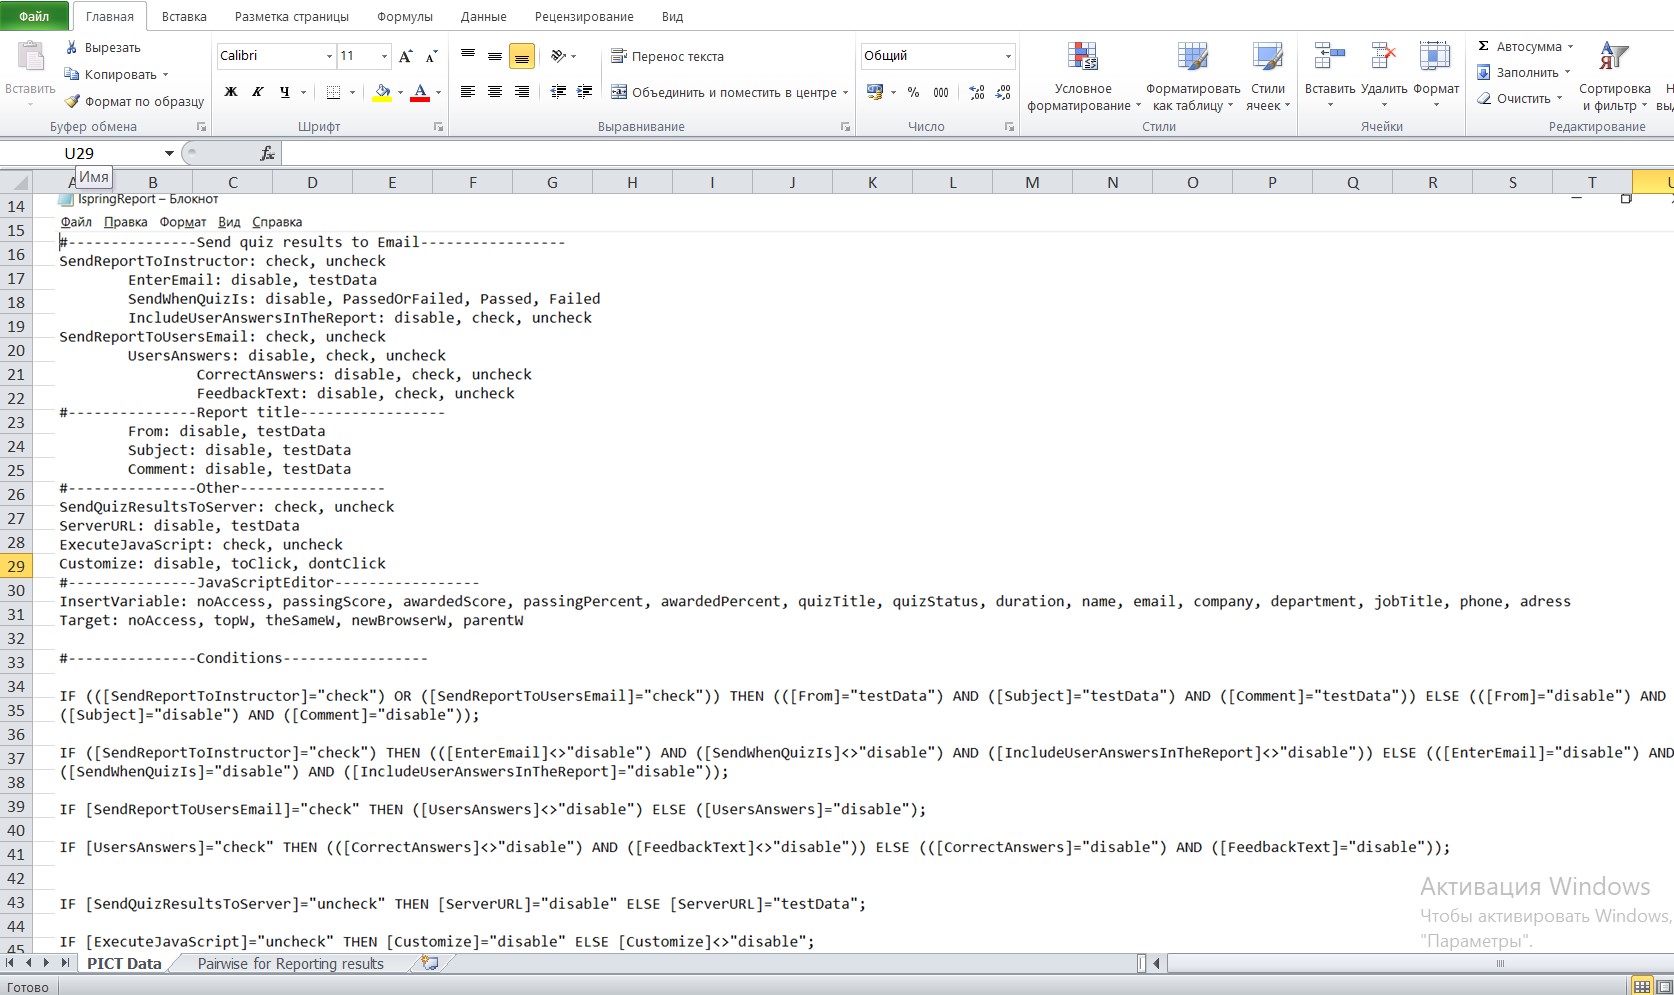 Файл Главная Вставка Разметка страницы Формулы Данные Рецензирование Вид
Вставить
Вырезать
Копировать
Формат по образцу
Буфер обмена
Calibri 11
Ж К Ч
Шрифт
Перенос текста
Объединить и поместить в центре
Выравнивание
Общий
% 000
Число
Условное форматирование
Форматировать как таблицу
Стили ячеек
Стили
Вставить Удалить Формат
Ячейки
Σ Автосумма
Заполнить
Очистить
Сортировка и фильтр
Редактирование
U29 fx
Имя
A B C D E F G H I J K L M N O P Q R S T U
14
15
16
17
18
19
20
21
22
23
24
25
26
27
28
29
30
31
32
33
34
35
36
37
38
39
40
41
42
43
44
45
IspringReport – Блокнот
Файл Правка Формат Вид Справка
#---------------Send quiz results to Email-----------------
SendReportToInstructor: check, uncheck
EnterEmail: disable, testData
SendWhenQuizIs: disable, PassedOrFailed, Passed, Failed
IncludeUserAnswersInTheReport: disable, check, uncheck
SendReportToUsersEmail: check, uncheck
UsersAnswers: disable, check, uncheck
CorrectAnswers: disable, check, uncheck
FeedbackText: disable, check, uncheck
#---------------Report title-----------------
From: disable, testData
Subject: disable, testData
Comment: disable, testData
#---------------Other-----------------
SendQuizResultsToServer: check, uncheck
ServerURL: disable, testData
ExecuteJavaScript: check, uncheck
Customize: disable, toClick, dontClick
#---------------JavaScriptEditor-----------------
InsertVariable: noAccess, passingScore, awardedScore, passingPercent, awardedPercent, quizTitle, quizStatus, duration, name, email, company, department, jobTitle, phone, adress
Target: noAccess, topW, theSameW, newBrowserW, parentW
#---------------Conditions-----------------
IF (([SendReportToInstructor]="check") OR ([SendReportToUsersEmail]="check")) THEN (([From]="testData") AND ([Subject]="testData") AND ([Comment]="testData")) ELSE (([From]="disable") AND
([Subject]="disable") AND ([Comment]="disable"));
IF ([SendReportToInstructor]="check") THEN (([EnterEmail]<>"disable") AND ([SendWhenQuizIs]<>"disable") AND ([IncludeUserAnswersInTheReport]<>"disable")) ELSE (([EnterEmail]="disable") AND
([SendWhenQuizIs]="disable") AND ([IncludeUserAnswersInTheReport]="disable"));
IF [SendReportToUsersEmail]="check" THEN ([UsersAnswers]<>"disable") ELSE ([UsersAnswers]="disable");
IF [UsersAnswers]="check" THEN (([CorrectAnswers]<>"disable") AND ([FeedbackText]<>"disable")) ELSE (([CorrectAnswers]="disable") AND ([FeedbackText]="disable"));
IF [SendQuizResultsToServer]="uncheck" THEN [ServerURL]="disable" ELSE [ServerURL]="testData";
IF [ExecuteJavaScript]="uncheck" THEN [Customize]="disable" ELSE [Customize]<>"disable";
Активация Windows
Чтобы активировать Windows,
"Параметры".
PICT Data Pairwise for Reporting results
Готово